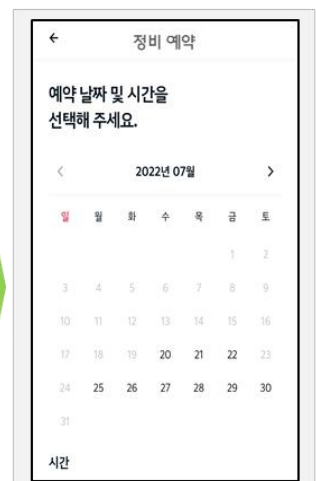 ← 정비 예약
예약 날짜 및 시간을
선택해 주세요.
< 2022년 07월 >
일 월 화 수 목 금 토
1 2
3 4 5 6 7 8 9
10 11 12 13 14 15 16
17 18 19 20 21 22 23
24 25 26 27 28 29 30
31
시간